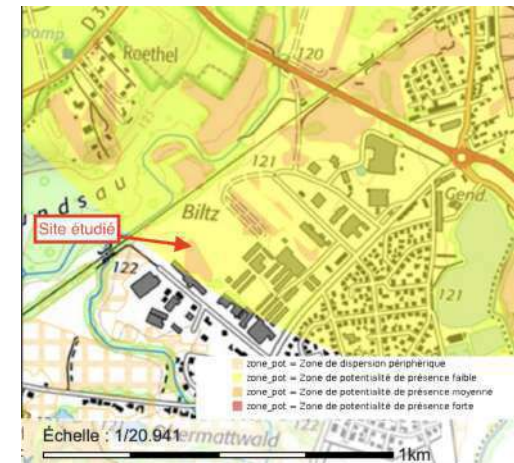 D 37
120
Roethel
121
121
Biltz
Gend.
Site étudié
122
121
zone_pot = Zone de dispersion périphérique
zone_pot = Zone de potentialité de présence faible
zone_pot = Zone de potentialité de présence moyenne
zone_pot = Zone de potentialité de présence forte
Échelle : 1/20.941
1km